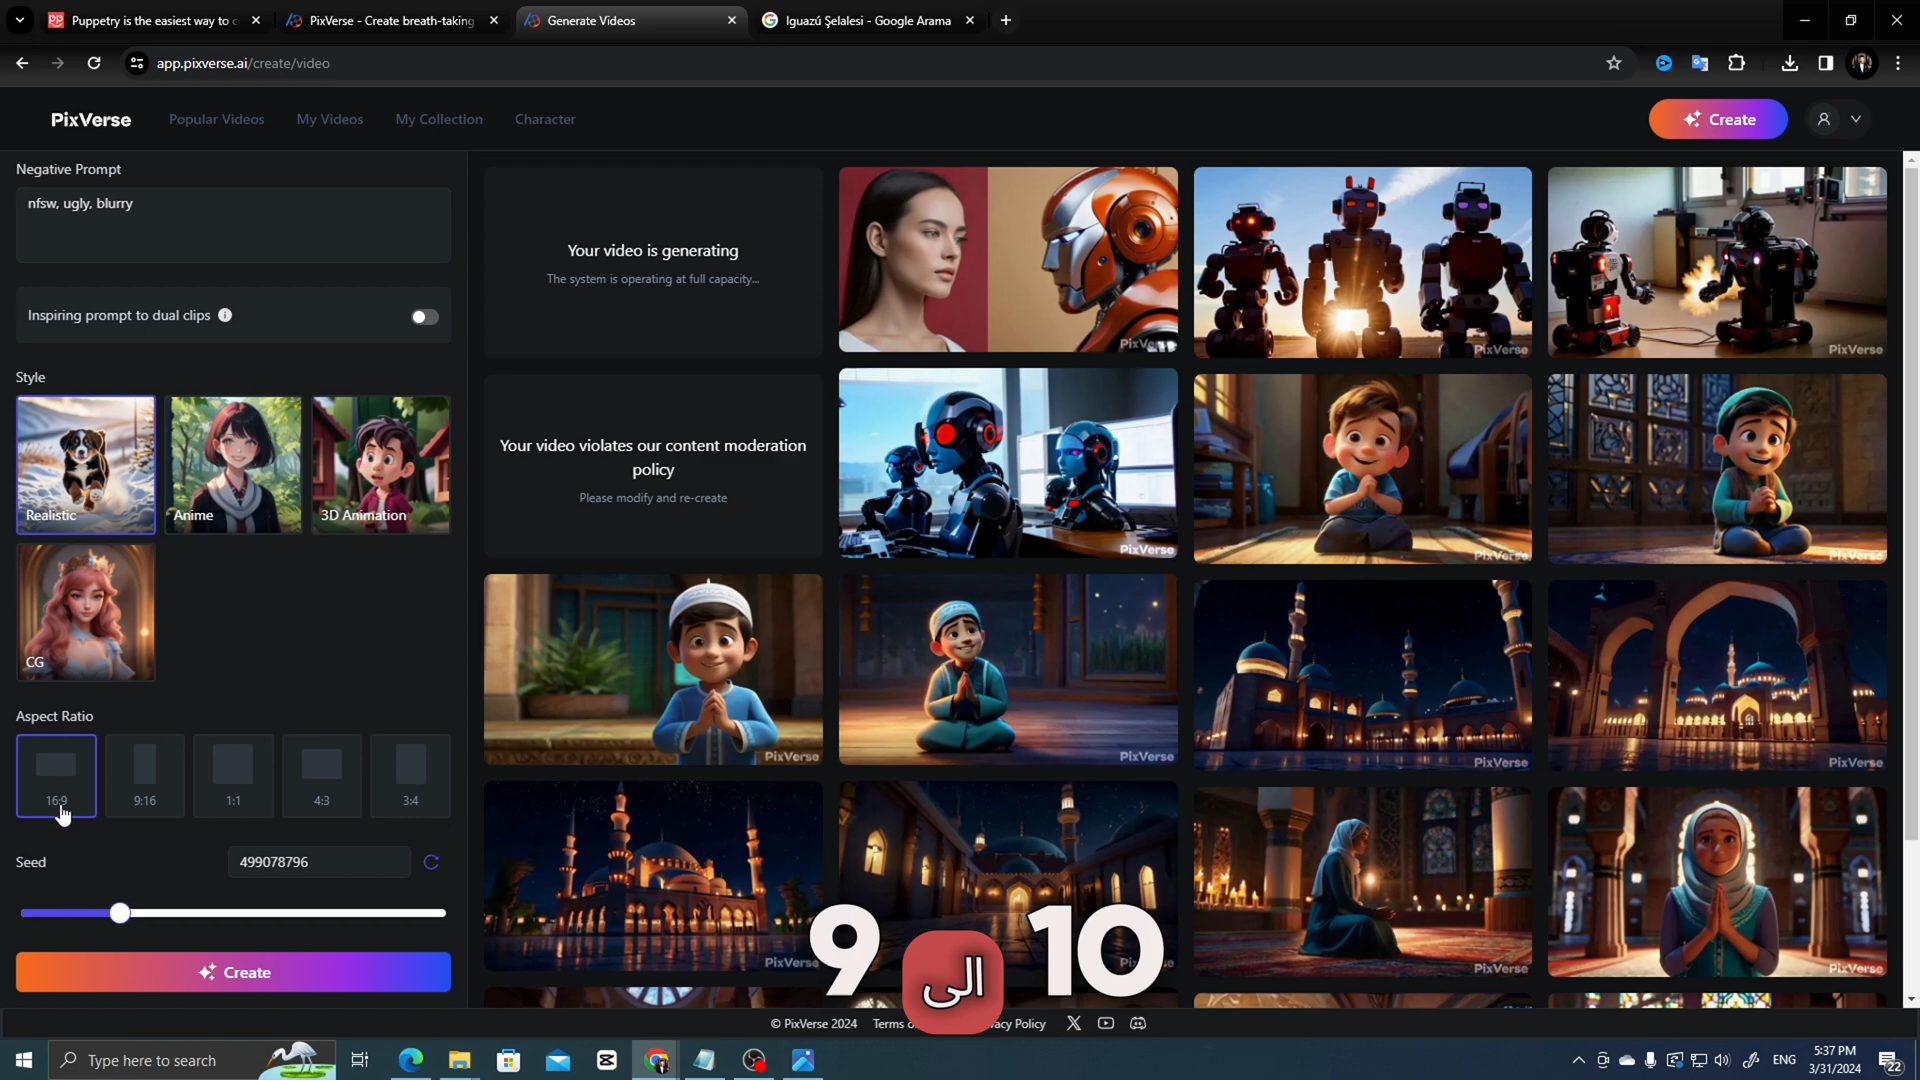 Puppetry is the easiest way to c
PixVerse - Create breath-taking
Generate Videos
Iguazú Şelalesi - Google Arama
app.pixverse.ai/create/video
PixVerse
Popular Videos
My Videos
My Collection
Character
Create
Negative Prompt
nfsw, ugly, blurry
Inspiring prompt to dual clips
Style
Realistic
Anime
3D Animation
CG
Aspect Ratio
16:9
9:16
1:1
4:3
3:4
Seed
499078796
Create
Your video is generating
The system is operating at full capacity...
PixVerse
PixVerse
PixVerse
Your video violates our content moderation
policy
Please modify and re-create
PixVerse
PixVerse
PixVerse
PixVerse
PixVerse
PixVerse
PixVerse
PixVerse
PixVerse
PixVerse
9 الى 10
© PixVerse 2024
Terms
Policy
Type here to search
ENG
5:37 PM
3/31/2024
22